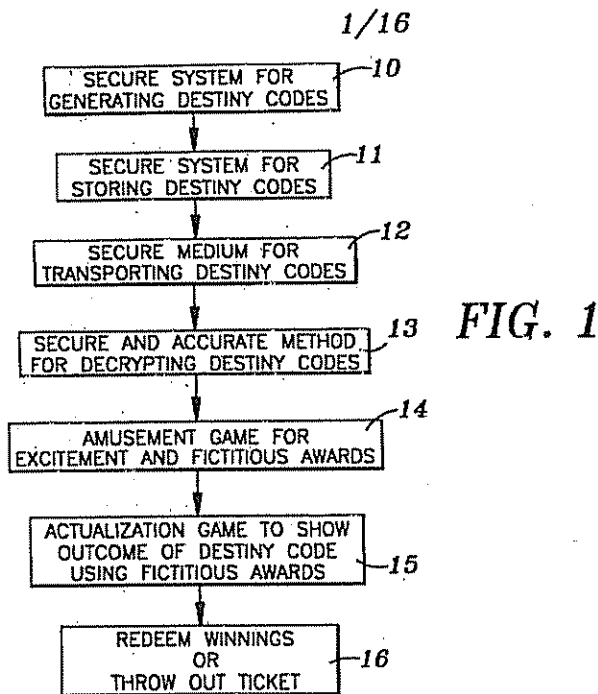 1/16
SECURE SYSTEM FOR
GENERATING DESTINY CODES
10
SECURE SYSTEM FOR
STORING DESTINY CODES
11
SECURE MEDIUM FOR
TRANSPORTING DESTINY CODES
12
SECURE AND ACCURATE METHOD
FOR DECRYPTING DESTINY CODES
13
FIG. 1
AMUSEMENT GAME FOR
EXCITEMENT AND FICTITIOUS AWARDS
14
ACTUALIZATION GAME TO SHOW
OUTCOME OF DESTINY CODE
USING FICTITIOUS AWARDS
15
REDEEM WINNINGS
OR
THROW OUT TICKET
16